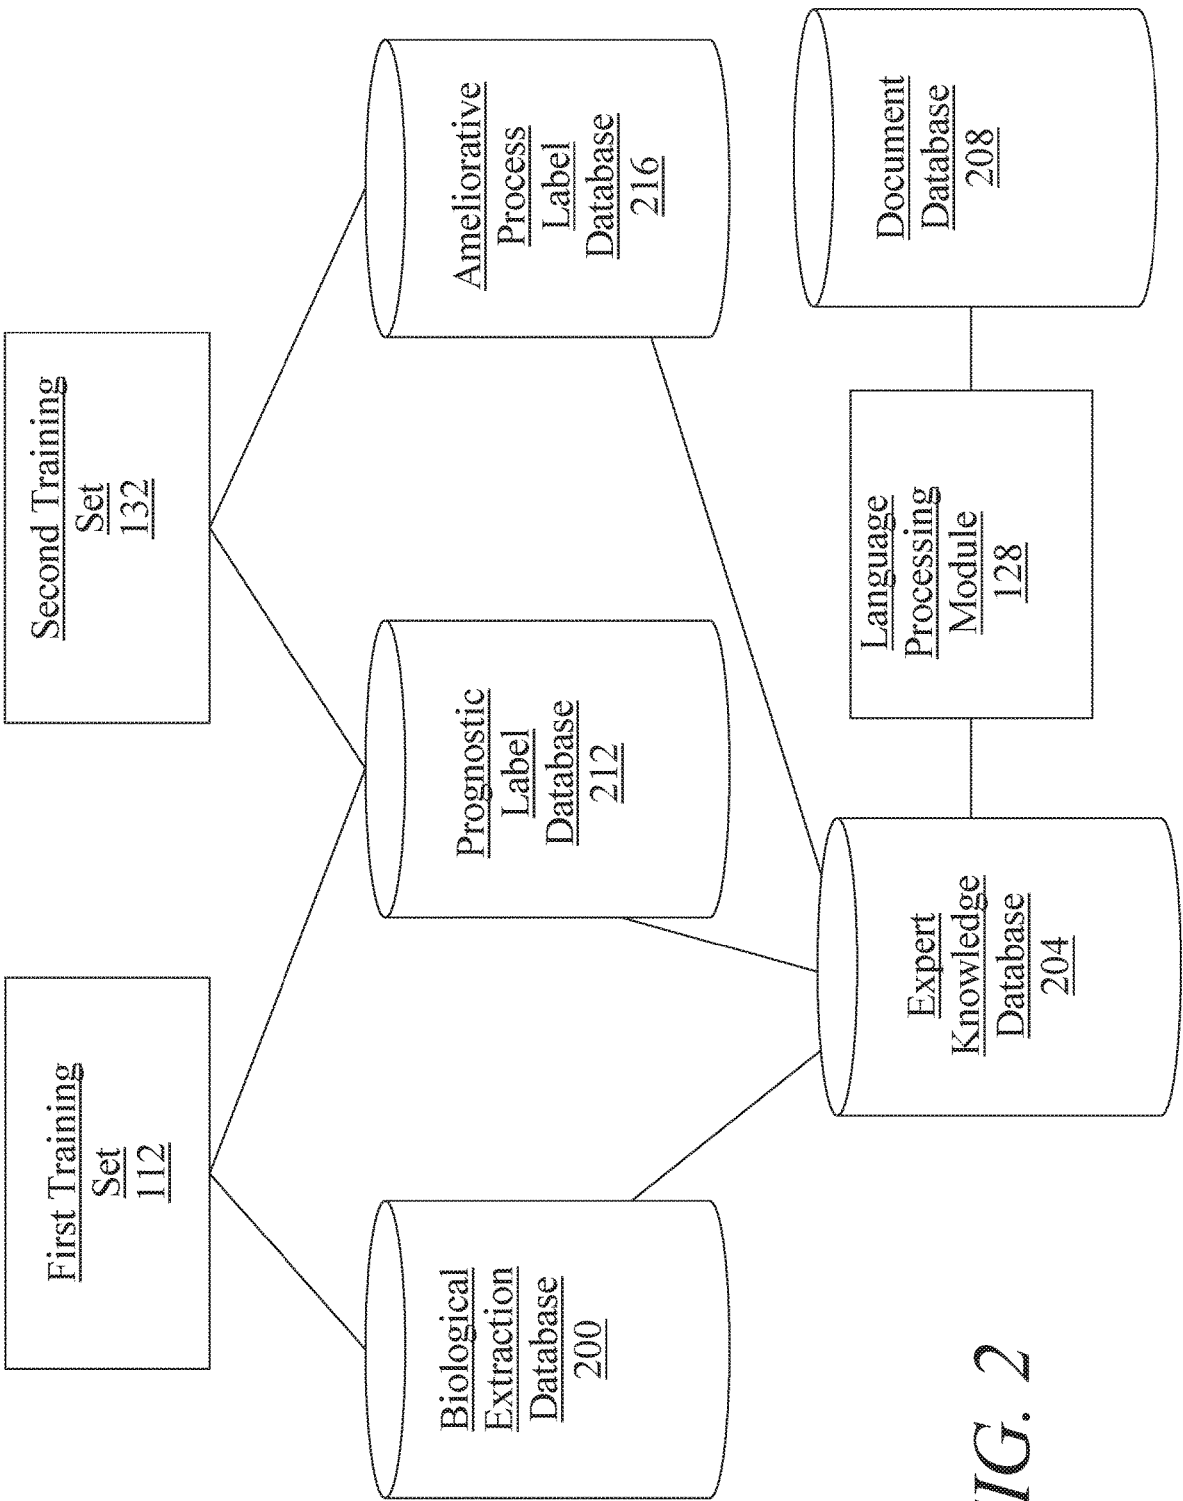 First Training
Set
112
Second Training
Set
132
Biological
Extraction
Database
200
Prognostic
Label
Database
212
Ameliorative
Process
Label
Database
216
Expert
Knowledge
Database
204
Language
Processing
Module
128
Document
Database
208
IG. 2